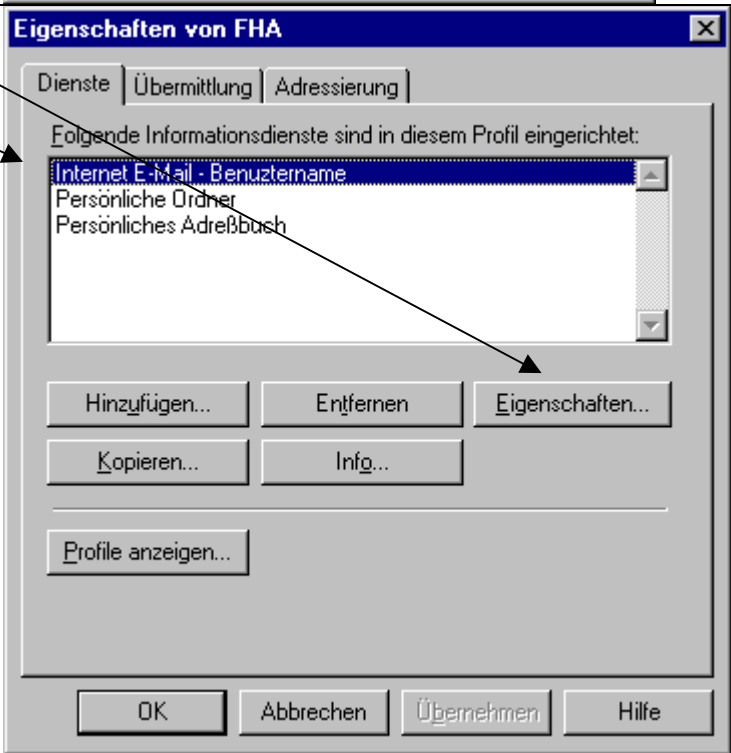 Eigenschaften von FHA
Dienste Übermittlung Adressierung
Folgende Informationsdienste sind in diesem Profil eingerichtet:
Internet E-Mail - Benuztername
Persönliche Ordner
Persönliches Adreßbuch
Hinzufügen... Entfernen Eigenschaften...
Kopieren... Info...
Profile anzeigen...
OK Abbrechen Übernehmen Hilfe